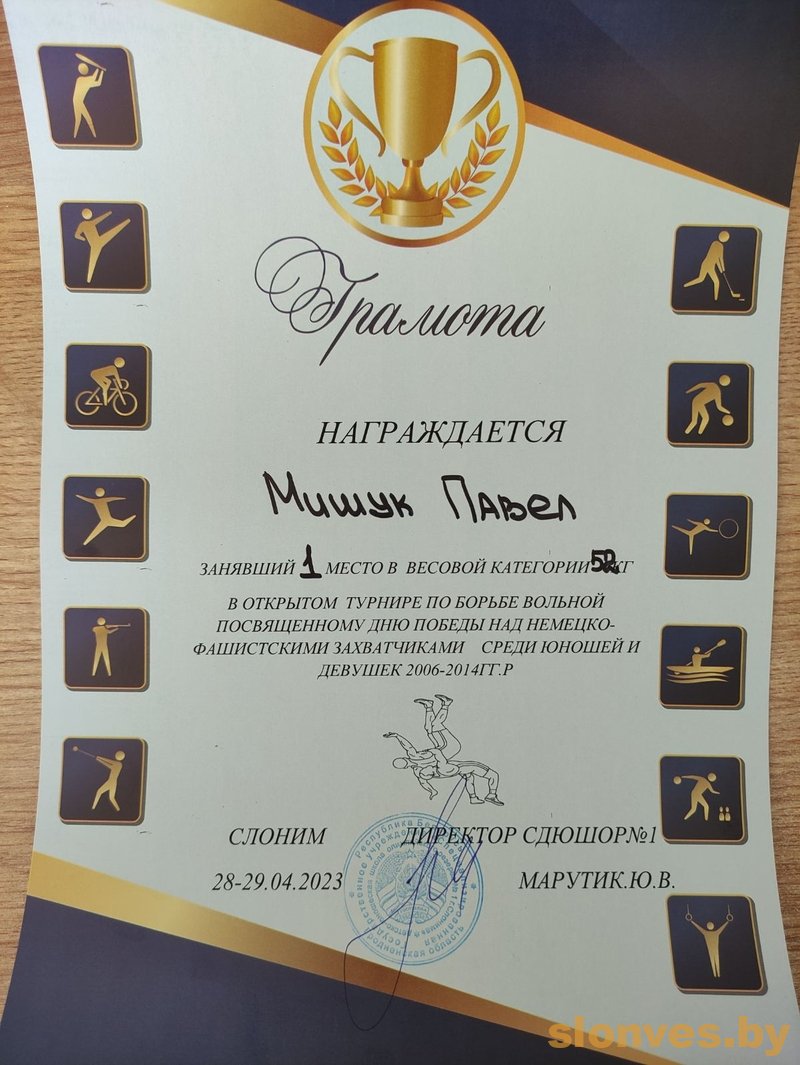 Грамота
НАГРАЖДАЕТСЯ
Мишук Павел
ЗАНЯВШИЙ 1 МЕСТО В ВЕСОВОЙ КАТЕГОРИИ КГ
В ОТКРЫТОМ ТУРНИРЕ ПО БОРЬБЕ ВОЛЬНОЙ
ПОСВЯЩЕННОМУ ДНЮ ПОБЕДЫ НАД НЕМЕЦКО-
ФАШИСТСКИМИ ЗАХВАТЧИКАМИ СРЕДИ ЮНОШЕЙ И
ДЕВУШЕК 2006-2014ГГ.Р
СЛОНИМ ДИРЕКТОР СДЮШОР№1
28-29.04.2023 МАРУТИК.Ю.В.
slonves.by